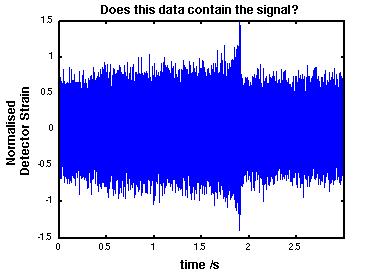 Does this data contain the signal?
1.5
1
0.5
0
-0.5
-1
-1.5
Normalised
Detector Strain
0 0.5 1 1.5 2 2.5
time /s